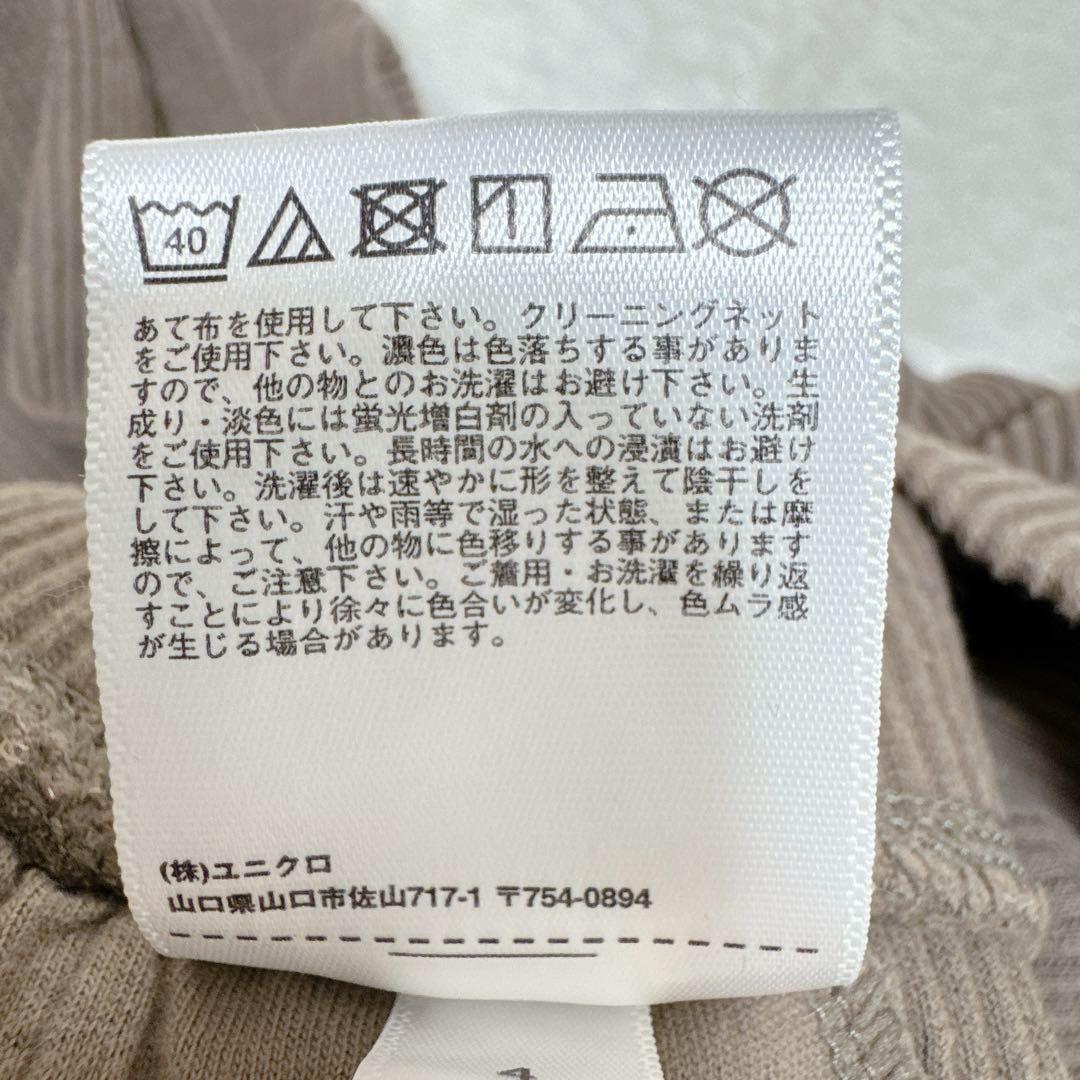 40
あて布を使用して下さい。クリーニングネット
をご使用下さい。濃色は色落ちする事がありま
すので、他の物とのお洗濯はお避け下さい。生
成り・淡色には蛍光増白剤の入っていない洗剤
をご使用下さい。長時間の水への浸漬はお避け
下さい。洗濯後は速やかに形を整えて陰干しを
して下さい。汗や雨等で湿った状態、または摩
擦によって、他の物に色移りする事があります
ので、ご注意下さい。ご着用・お洗濯を繰り返
すことにより徐々に色合いが変化し、色ムラ感
が生じる場合があります。
(株)ユニクロ
山口県山口市佐山717-1 〒754-0894